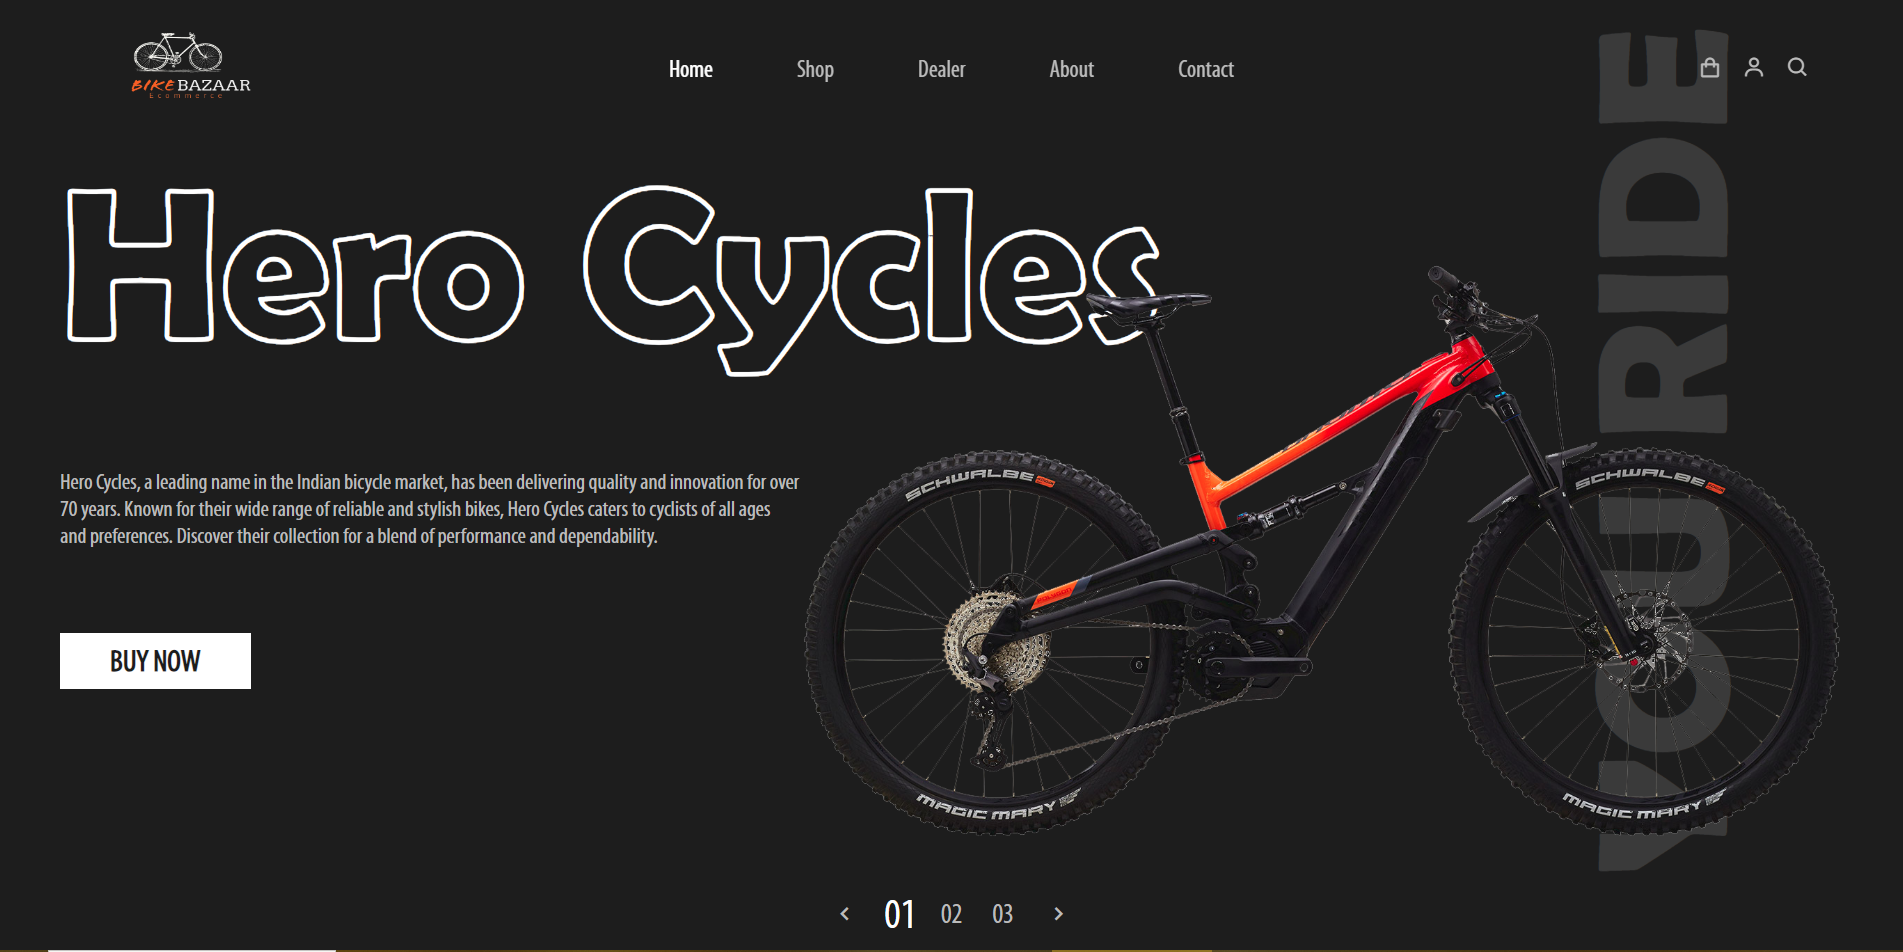 BIKE BAZAAR
Ecommerce
Home
Shop
Dealer
About
Contact
Hero Cycles
YOU RIDE
Hero Cycles, a leading name in the Indian bicycle market, has been delivering quality and innovation for over
70 years. Known for their wide range of reliable and stylish bikes, Hero Cycles caters to cyclists of all ages
and preferences. Discover their collection for a blend of performance and dependability.
BUY NOW
SCHWALBE
MAGIC MARY
SCHWALBE
MAGIC MARY
01
02
03